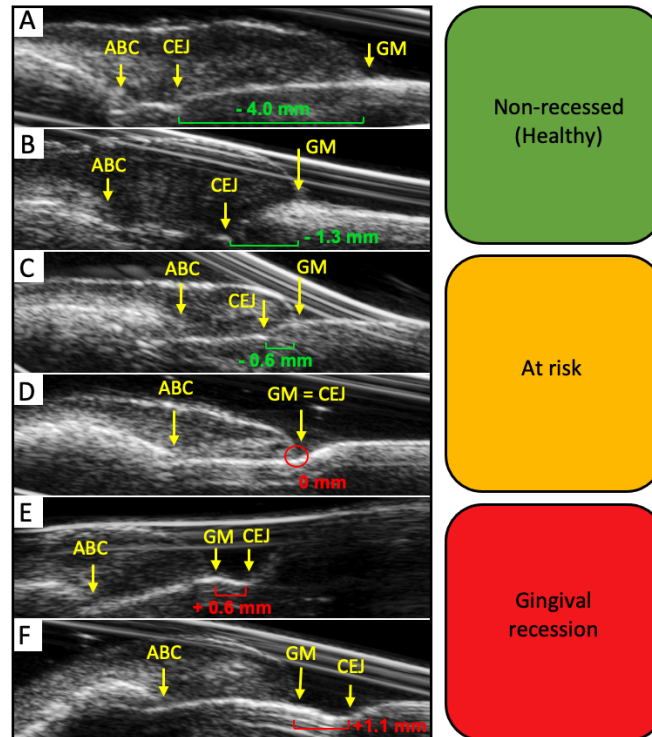 A
ABC CEJ GM
- 4.0 mm
B
ABC CEJ GM
- 1.3 mm
C
ABC CEJ GM
- 0.6 mm
D
ABC GM = CEJ
0 mm
E
ABC GM CEJ
+ 0.6 mm
F
ABC GM CEJ
+1.1 mm
Non-recessed
(Healthy)
At risk
Gingival
recession